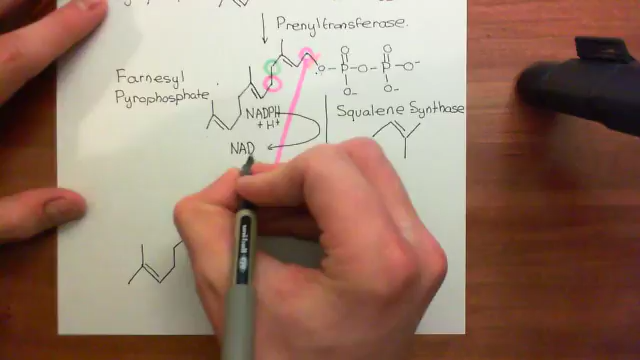 Prenyltransferase.
O-P-O-P-O-
O
O
O-
O-
Farnesyl
Pyrophosphate
NADPH
+ H+
Squalene Synthase
NAD